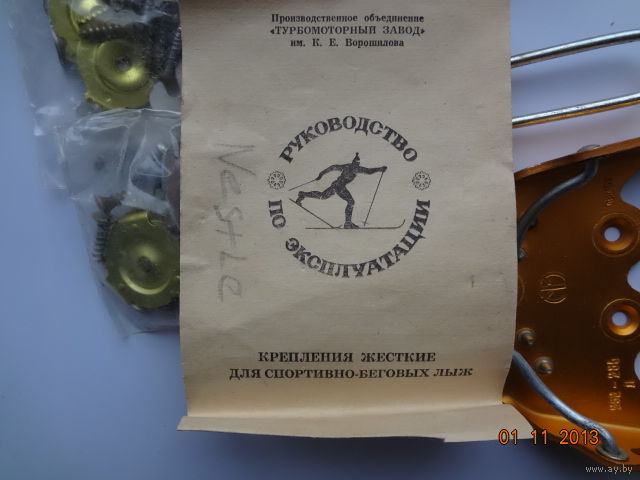 Производственное объединение
«ТУРБОМОТОРНЫЙ ЗАВОД»
им. К. Е. Ворошилова
РУКОВОДСТВО
ПО ЭКСПЛУАТАЦИИ
КРЕПЛЕНИЯ ЖЕСТКИЕ
ДЛЯ СПОРТИВНО-БЕГОВЫХ ЛЫЖ
01 11 2013
www.ay.by